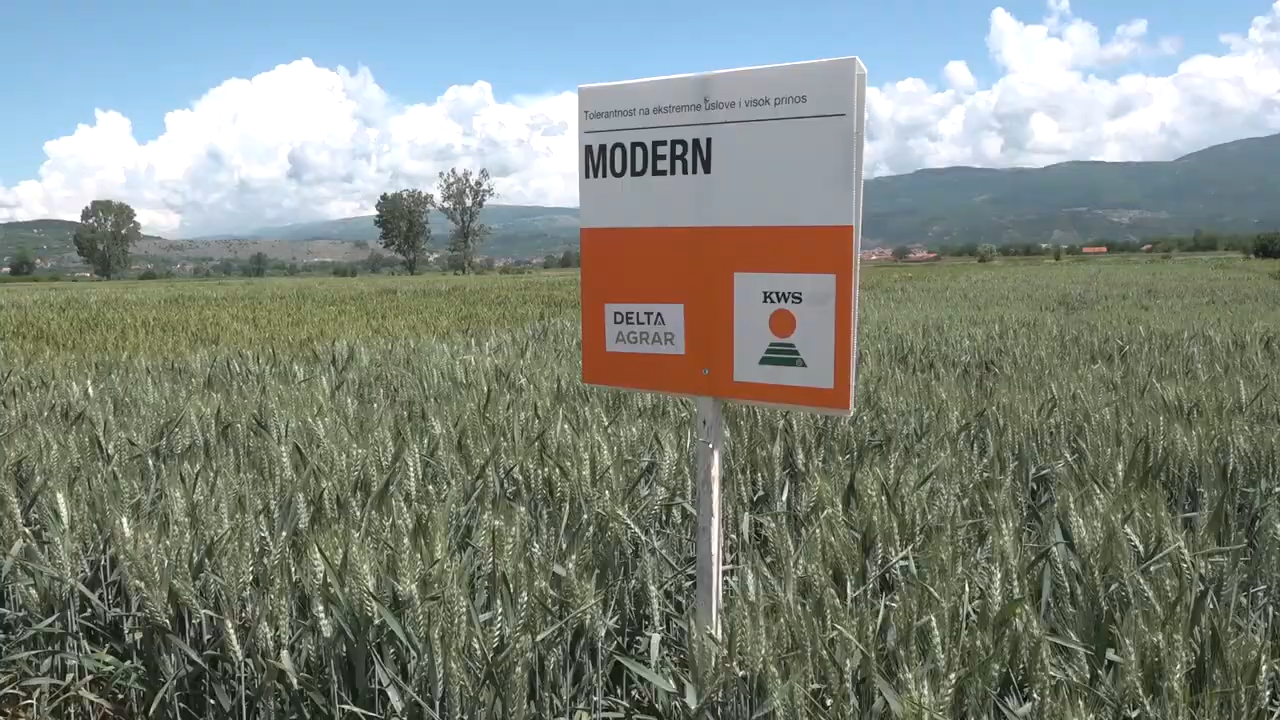 Tolerantnost na ekstremne uslove i visok prinos
MODERN
DELTA
AGRAR
KWS